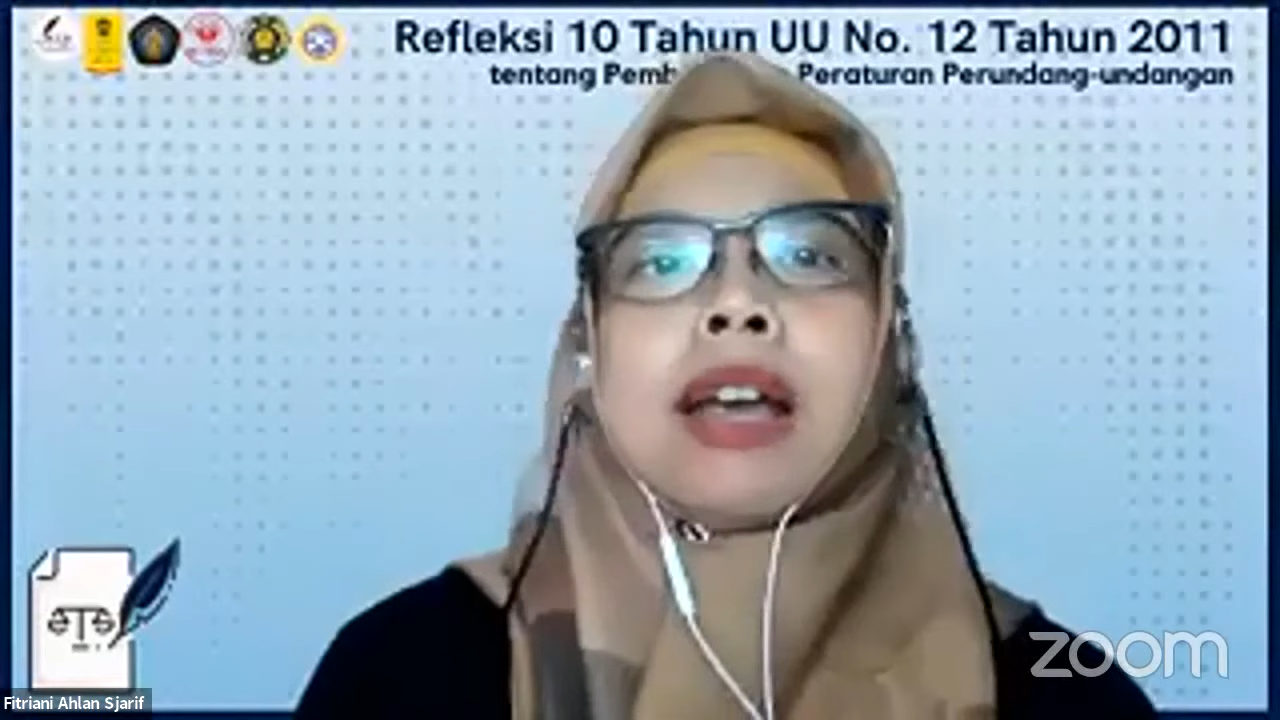 Refleksi 10 Tahun UU No. 12 Tahun 2011
tentang Peraturan Perundang-undangan
Fitriani Ahlan Sjarif
zoom